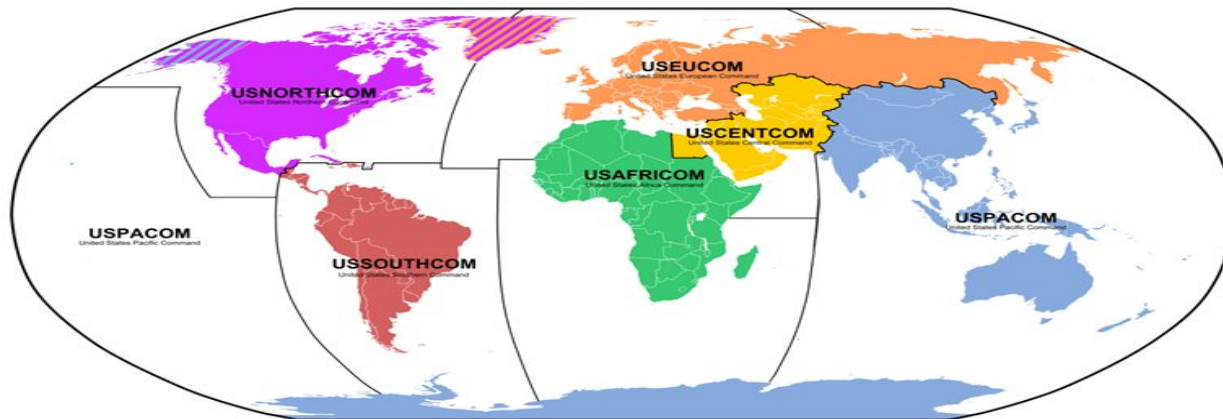 USEUCOM
United States European Command
USNORTHCOM
United States Northern Command
USCENTCOM
United States Central Command
USAFRICOM
United States Africa Command
USPACOM
United States Pacific Command
USPACOM
United States Pacific Command
USSOUTHCOM
United States Southern Command